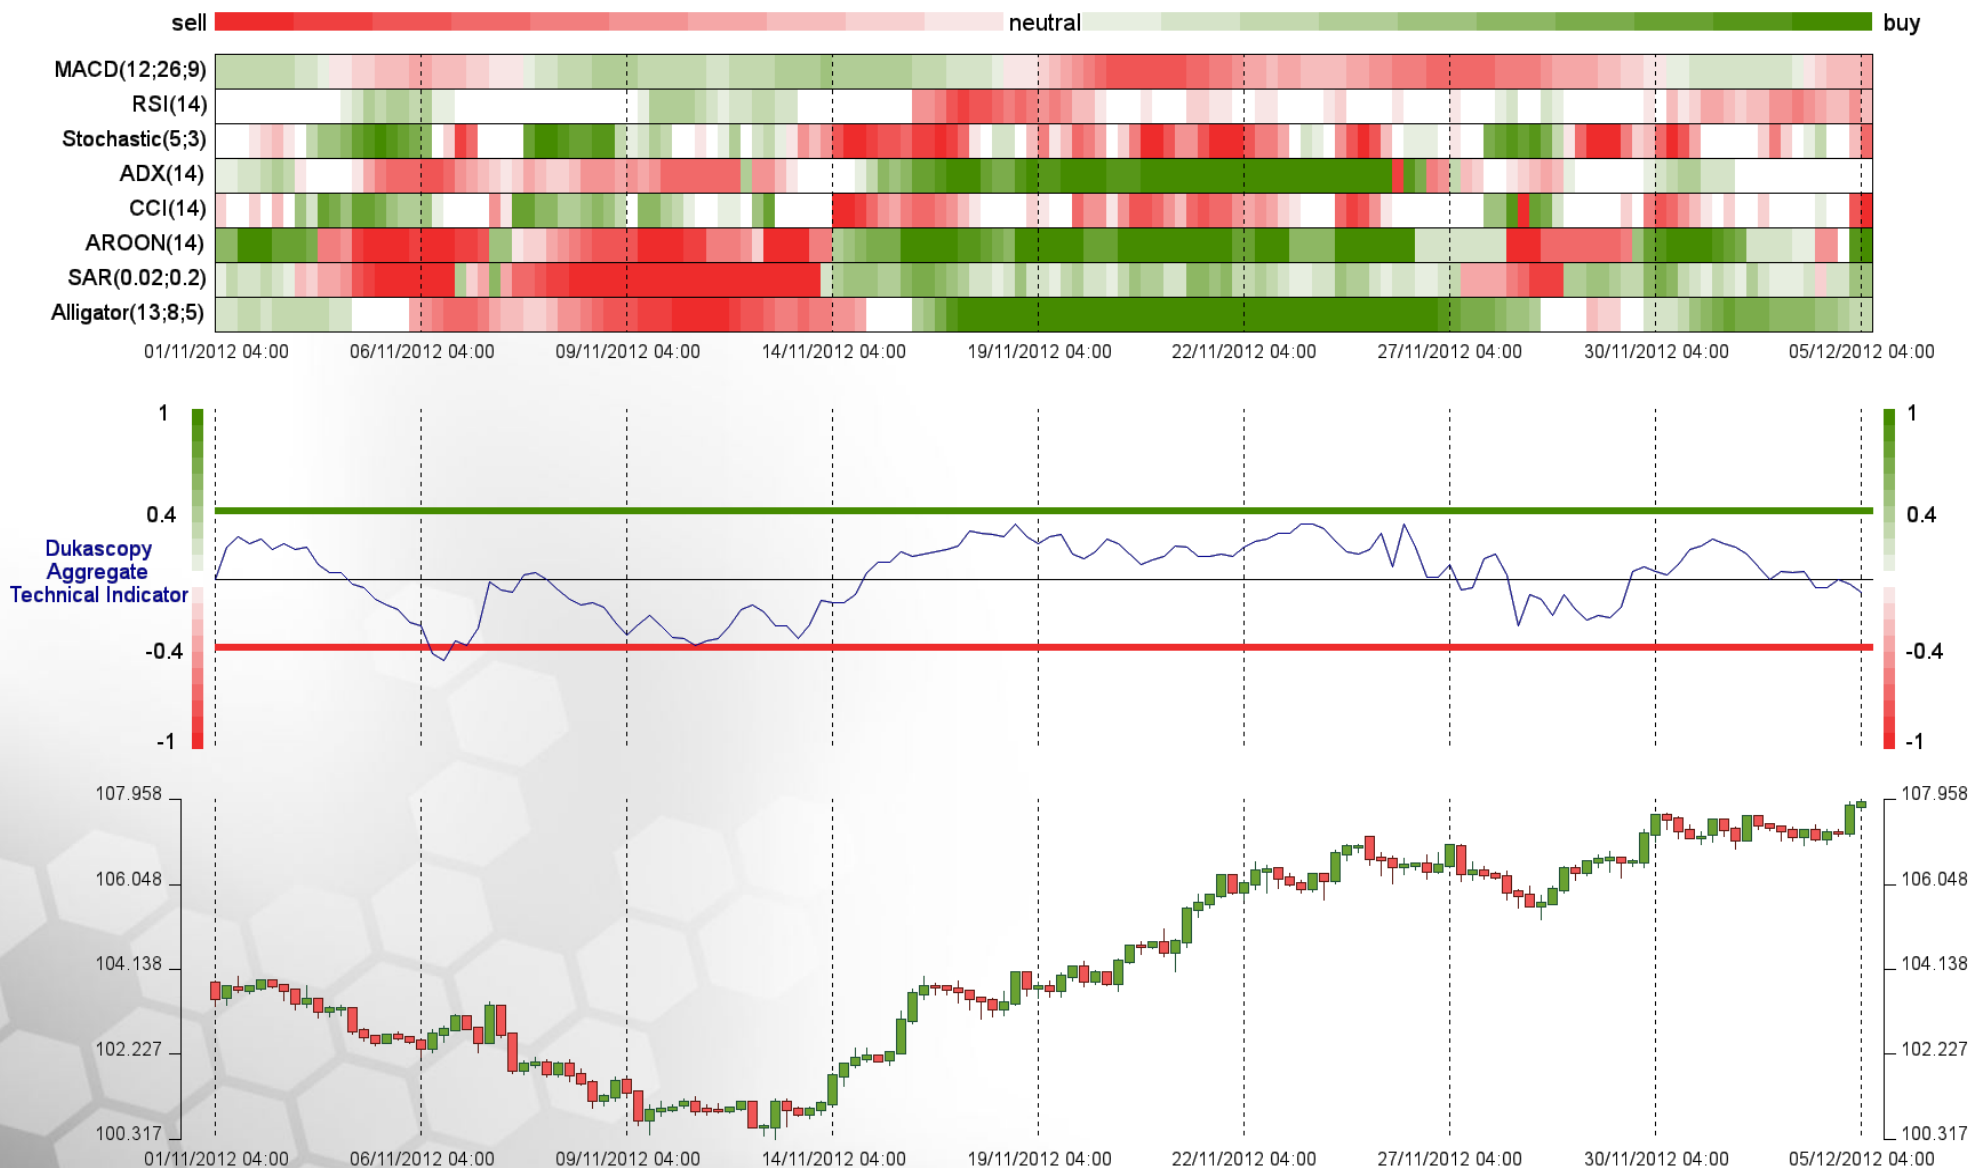 sell neutral buy
MACD(12;26;9)
RSI(14)
Stochastic(5;3)
ADX(14)
CCI(14)
AROON(14)
SAR(0.02;0.2)
Alligator(13;8;5)
01/11/2012 04:00 06/11/2012 04:00 09/11/2012 04:00 14/11/2012 04:00 19/11/2012 04:00 22/11/2012 04:00 27/11/2012 04:00 30/11/2012 04:00 05/12/2012 04:00
1 1
0.4 0.4
Dukascopy
Aggregate
Technical Indicator
-0.4 -0.4
-1 -1
107.958 107.958
106.048 106.048
104.138 104.138
102.227 102.227
100.317 100.317
01/11/2012 04:00 06/11/2012 04:00 09/11/2012 04:00 14/11/2012 04:00 19/11/2012 04:00 22/11/2012 04:00 27/11/2012 04:00 30/11/2012 04:00 05/12/2012 04:00